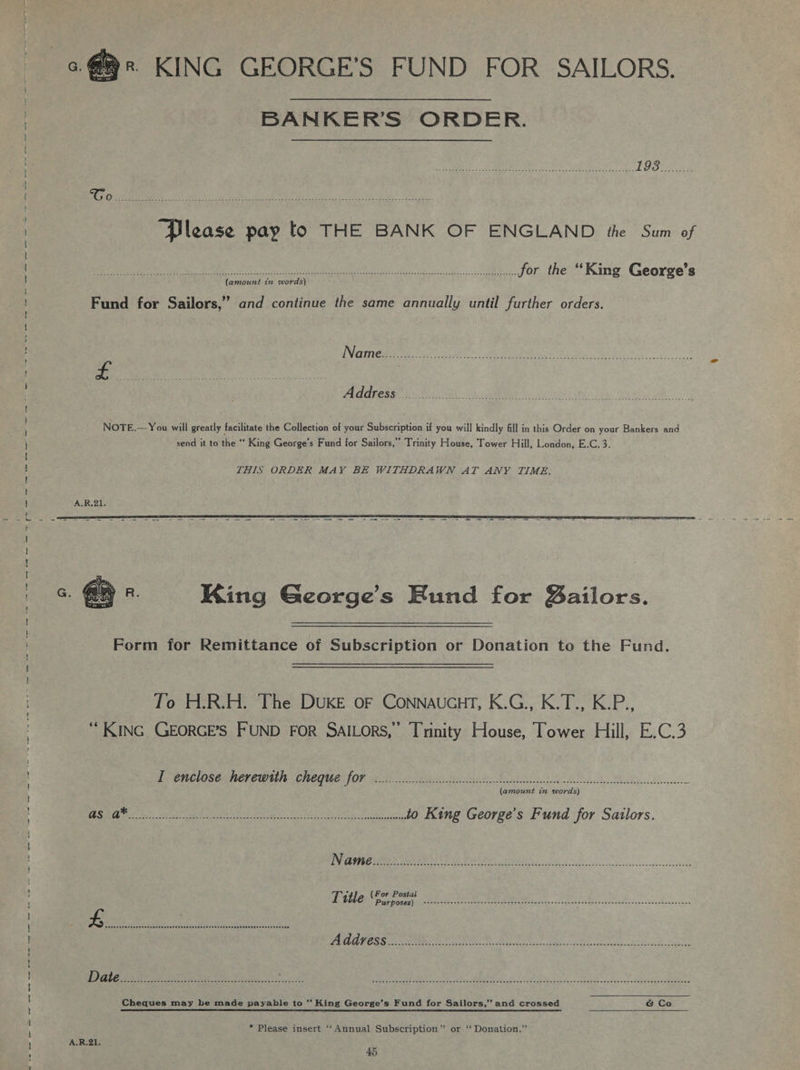 G. R. KING GEORGE'S FUND FOR SAILORS.
BANKER'S ORDER.
193
To
Please pay to THE BANK OF ENGLAND the Sum of
for the “King George's
(amount in words)
Fund for Sailors,” and continue the same annually until further orders.
Name
£
Address
NOTE.—You will greatly facilitate the Collection of your Subscription if you will kindly fill in this Order on your Bankers and
send it to the “King George's Fund for Sailors,” Trinity House, Tower Hill, London, E.C. 3.
THIS ORDER MAY BE WITHDRAWN AT ANY TIME.
A.R.21.
G. R. King George's Fund for Sailors.
Form for Remittance of Subscription or Donation to the Fund.
To H.R.H. The DUKE OF CONNAUGHT, K.G., K.T., K.P.,
“KING GEORGE'S FUND FOR SAILORS,” Trinity House, Tower Hill, E.C.3
I enclose herewith cheque for
(amount in words)
as a* to King George's Fund for Sailors.
Name
Title (For Postal Purposes)
£
Address
Date
Cheques may be made payable to “King George's Fund for Sailors,” and crossed & Co
* Please insert “Annual Subscription” or “Donation.”
A.R.21.
45